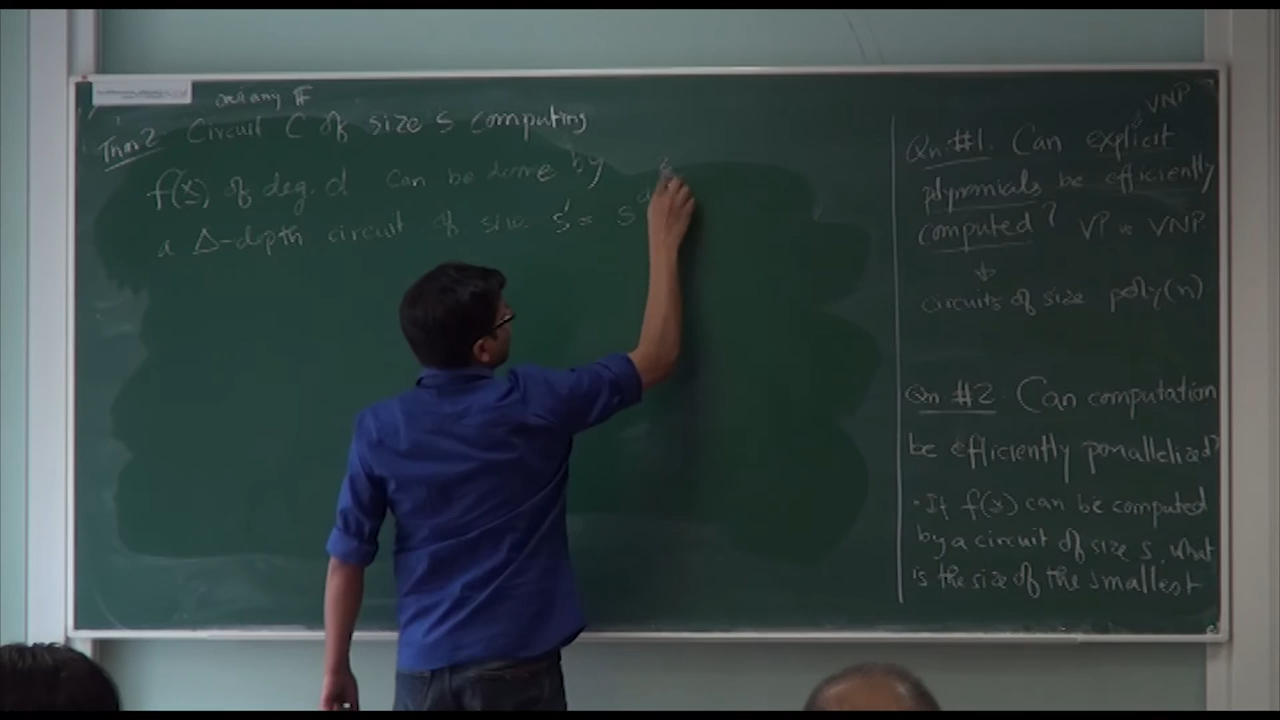 over any F
Thm 2 Circuit C of size s computing
f(x) of deg. d can be done by
a Δ-depth circuit of size s' = s^d
VNP
Qn #1. Can explicit
polynomials be efficiently
computed? VP vs VNP
circuits of size poly(n)
Qn #2. Can computation
be efficiently parallelized?
• If f(x) can be computed
by a circuit of size s, what
is the size of the smallest